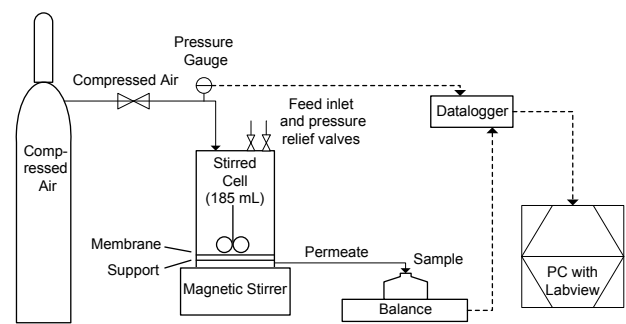 Pressure
Gauge
Compressed Air
Feed inlet
and pressure
relief valves
Datalogger
Comp-
ressed
Air
Stirred
Cell
(185 mL)
Membrane
Support
Permeate
Sample
Magnetic Stirrer
Balance
PC with
Labview